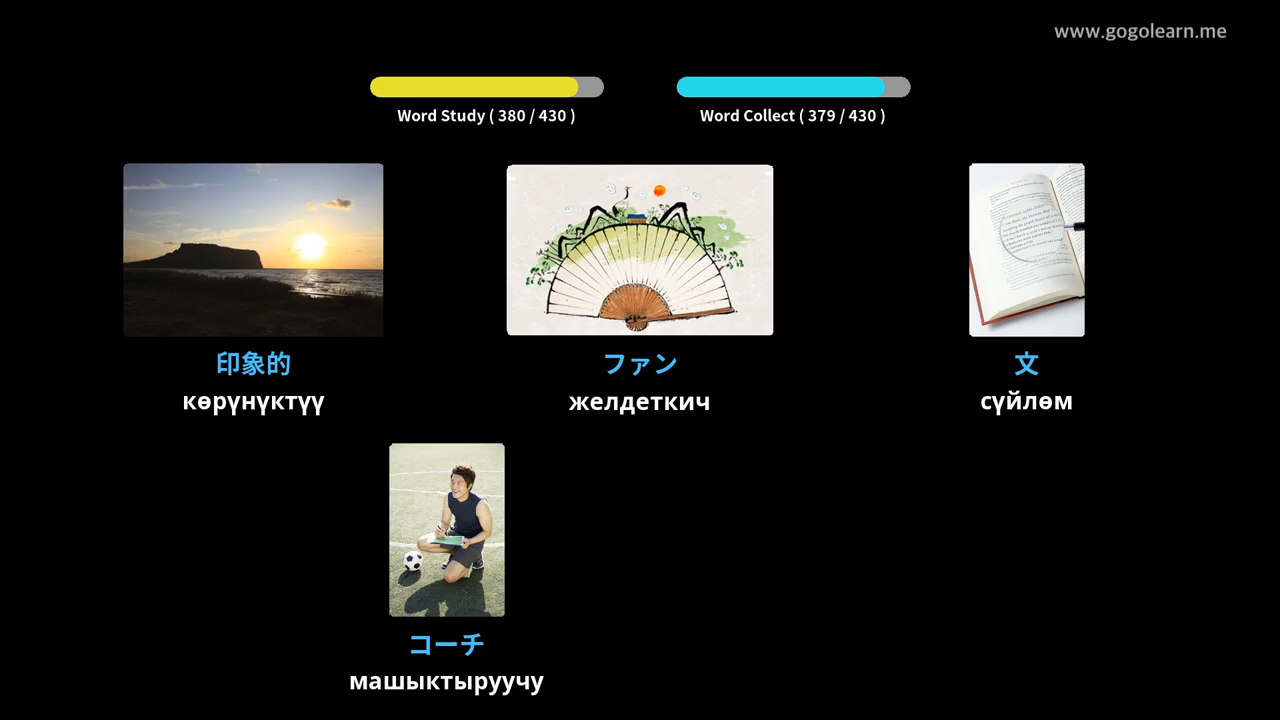 www.gogolearn.me
Word Study ( 380 / 430 )
Word Collect ( 379 / 430 )
印象的
көрүнүктүү
ファン
желдеткич
文
сүйлөм
コーチ
машыктыруучу